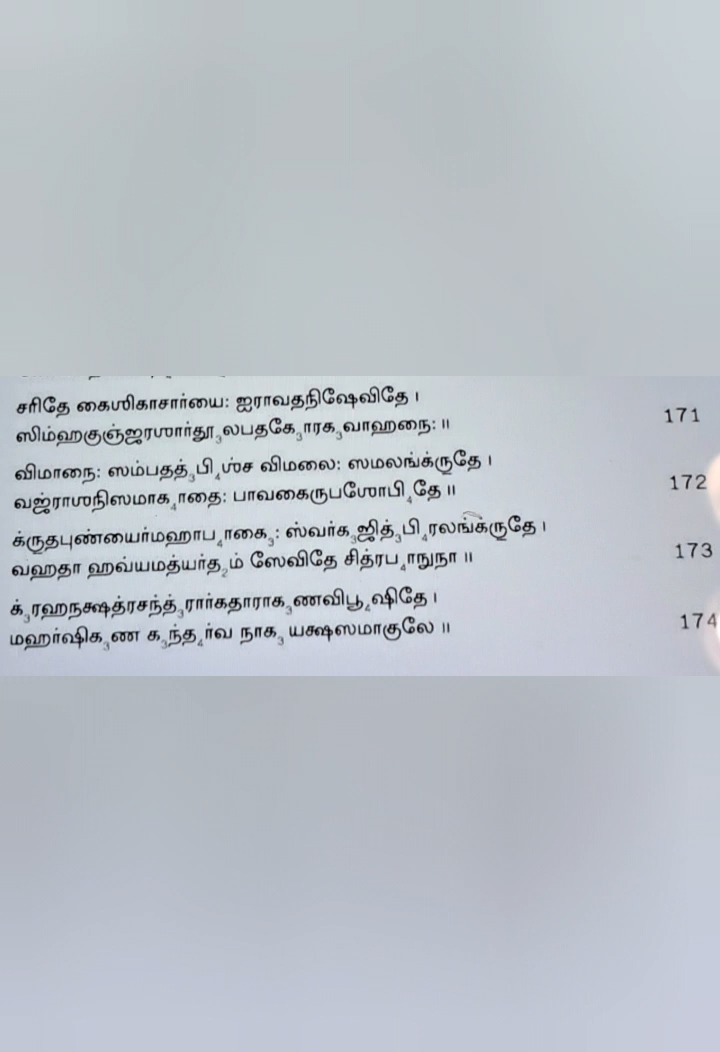 சரிதே கைஶிகாசார்யை: ஐராவதநிஷேவிதே ।
ஸிம்ஹகுஞ்ஜரஶார்தூ₃லபதகே₃ாரக₃வாஹநை: ॥ 171
விமாநை: ஸம்பதத்₃பி₄ஶ்ச விமலை: ஸமலங்க்ருதே ।
வஜ்ராஶநிஸமாக₄ாதை: பாவகைருபஶோபி₄தே ॥ 172
க்ருதபுண்யைர்மஹாப₄ாகை₃: ஸ்வர்க₃ஜித்₃பி₄ரலங்கருதே ।
வஹதா ஹவ்யமத்யர்த₂ம் ஸேவிதே சித்ரப₄ாநுநா ॥ 173
க்₃ரஹநக்ஷத்ரசந்த்₃ரார்கதாராக₃ணவிபூ₄ஷிதே ।
மஹர்ஷிக₃ண க₃ந்த₄ர்வ நாக₃ யக்ஷஸமாகுலே ॥ 174